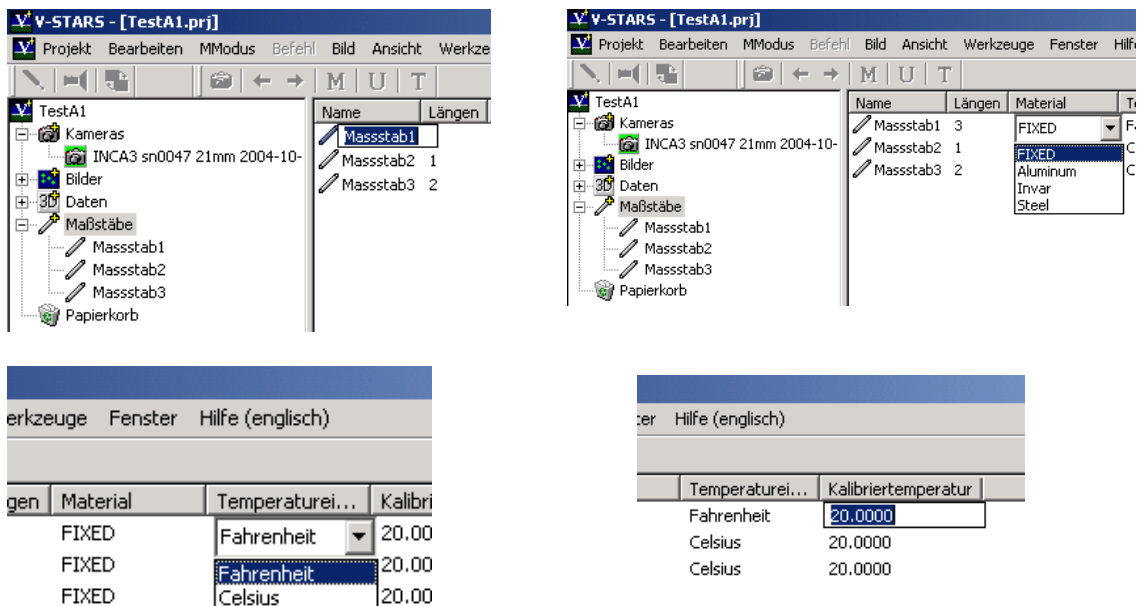 V-STARS - [TestA1.prj]
Projekt Bearbeiten MModus Befehl Bild Ansicht Werkze
M U T
TestA1
Kameras
INCA3 sn0047 21mm 2004-10-
Bilder
Daten
Maßstäbe
Massstab1
Massstab2
Massstab3
Papierkorb
Name Längen
Massstab1
Massstab2 1
Massstab3 2
V-STARS - [TestA1.prj]
Projekt Bearbeiten MModus Befehl Bild Ansicht Werkzeuge Fenster Hilfe
M U T
TestA1
Kameras
INCA3 sn0047 21mm 2004-10-
Bilder
Daten
Maßstäbe
Massstab1
Massstab2
Massstab3
Papierkorb
Name Längen Material Te
Massstab1 3 FIXED Fa
Massstab2 1 C
Massstab3 2 C
FIXED
Aluminum
Invar
Steel
erkzeuge Fenster Hilfe (englisch)
gen Material Temperaturei... Kalibri
FIXED Fahrenheit 20.00
FIXED 20.00
FIXED 20.00
Fahrenheit
Celsius
ter Hilfe (englisch)
Temperaturei... Kalibriertemperatur
Fahrenheit 20.0000
Celsius 20.0000
Celsius 20.0000